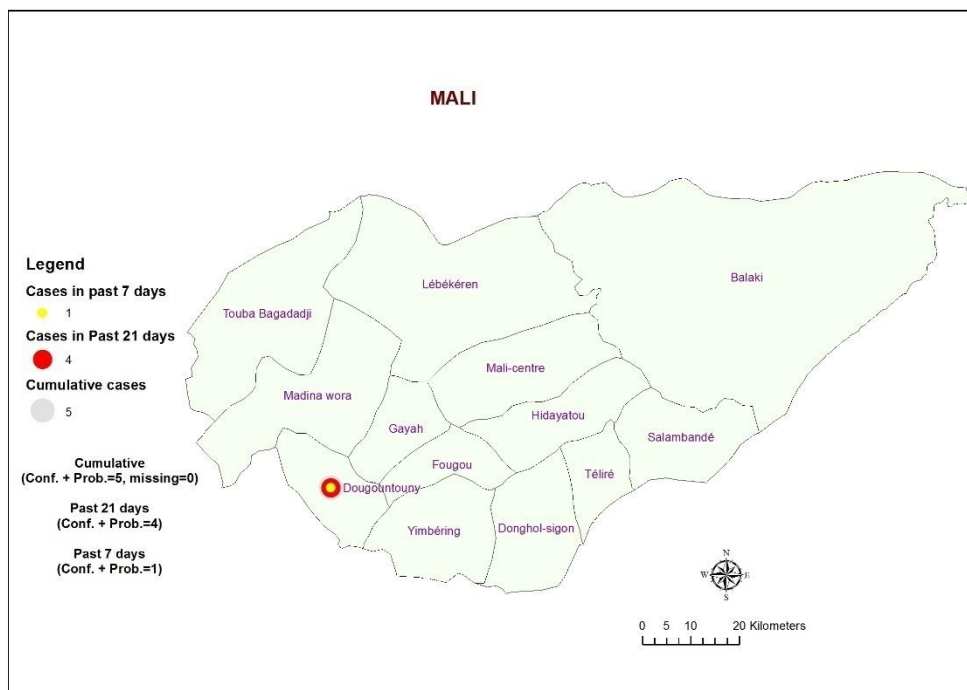 MALI
Legend
Cases in past 7 days
1
Cases in Past 21 days
4
Cumulative cases
5
Cumulative
(Conf. + Prob.=5, missing=0)
Past 21 days
(Conf. + Prob.=4)
Past 7 days
(Conf. + Prob.=1)
Balaki
Lébékéren
Touba Bagadadji
Mali-centre
Madina wora
Hidayatou
Gayah
Salambandé
Fougou
Téliré
Dougountouny
Yimbéring
Donghol-sigon
N
W E
S
0 5 10 20 Kilometers